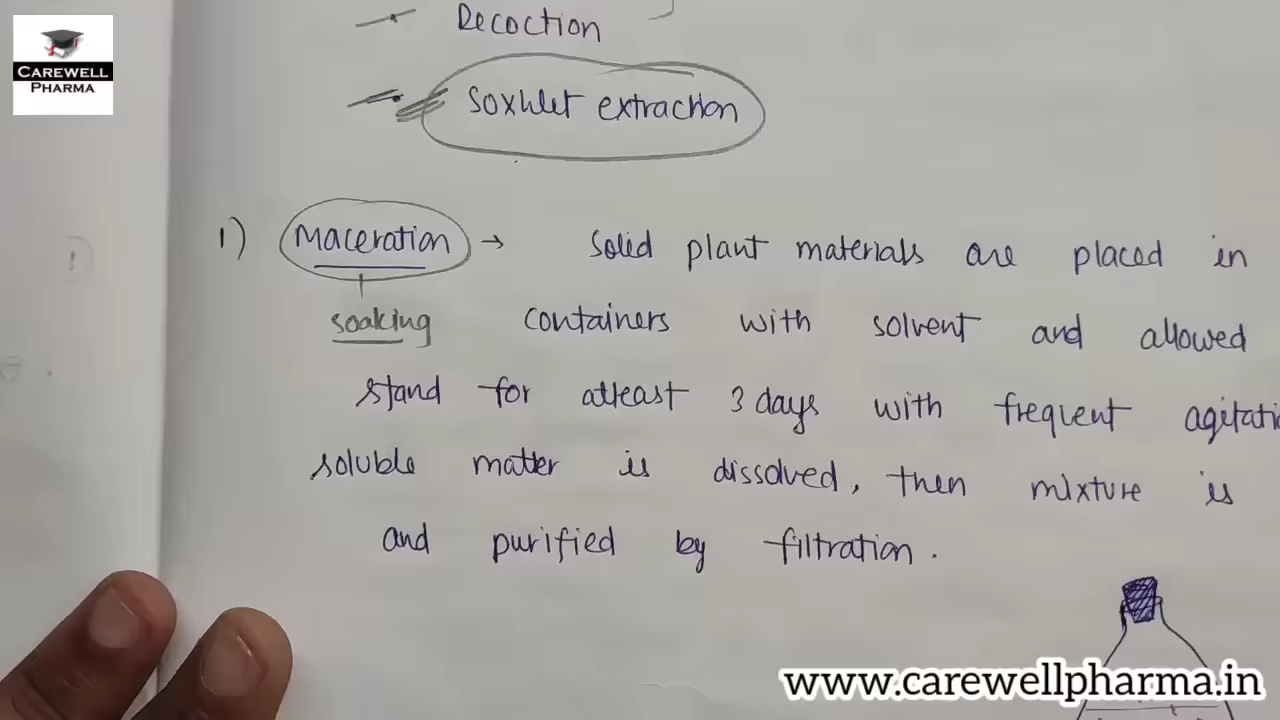 CAREWELL
PHARMA
Decoction
Soxhlet extraction
1) Maceration → Solid plant materials are placed in
soaking containers with solvent and allowed
stand for atleast 3 days with frequent
soluble matter is dissolved, then mixture is
and purified by filtration.
www.carewellpharma.in